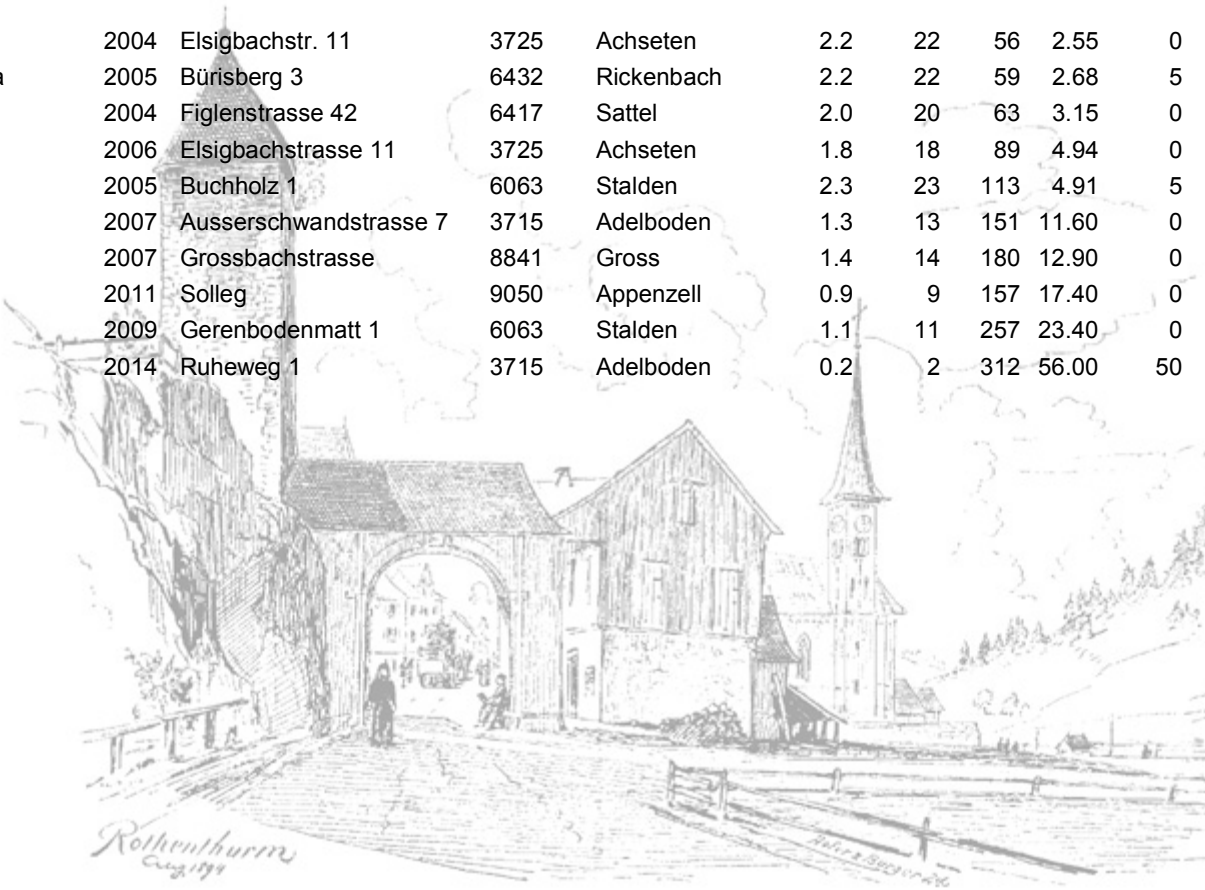 2004 Elsigbachstr. 11 3725 Achseten 2.2 22 56 2.55 0
a 2005 Bürisberg 3 6432 Rickenbach 2.2 22 59 2.68 5
2004 Figlenstrasse 42 6417 Sattel 2.0 20 63 3.15 0
2006 Elsigbachstrasse 11 3725 Achseten 1.8 18 89 4.94 0
2005 Buchholz 1 6063 Stalden 2.3 23 113 4.91 5
2007 Ausserschwandstrasse 7 3715 Adelboden 1.3 13 151 11.60 0
2007 Grossbachstrasse 8841 Gross 1.4 14 180 12.90 0
2011 Solleg 9050 Appenzell 0.9 9 157 17.40 0
2009 Gerenbodenmatt 1 6063 Stalden 1.1 11 257 23.40 0
2014 Ruheweg 1 3715 Adelboden 0.2 2 312 56.00 50
Rothenthurm
Aug. 1894